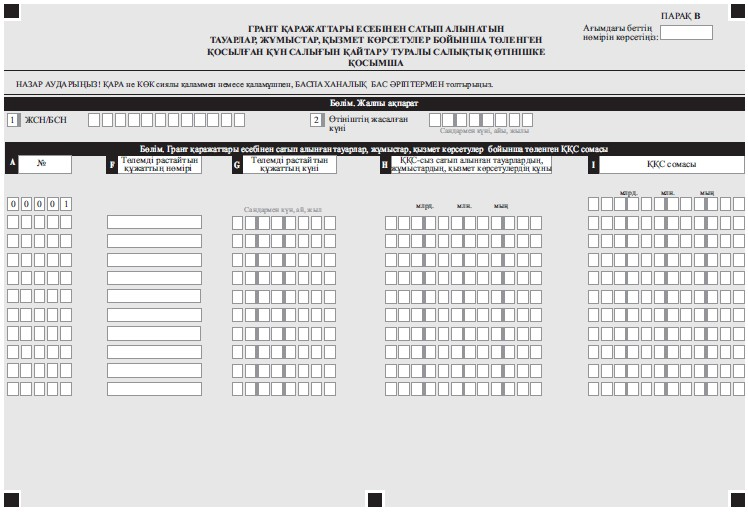 ПАРАҚ В
ГРАНТ ҚАРАЖАТТАРЫ ЕСЕБІНЕН САТЫП АЛЫНАТЫН
ТАУАРЛАР, ЖҰМЫСТАР, ҚЫЗМЕТ КӨРСЕТУЛЕР БОЙЫНША ТӨЛЕНГЕН
ҚОСЫЛҒАН ҚҰН САЛЫҒЫН ҚАЙТАРУ ТУРАЛЫ САЛЫҚТЫҚ ӨТІНІШКЕ
ҚОСЫМША
Ағымдағы беттің
нөмірін көрсетіңіз:
НАЗАР АУДАРЫҢЫЗ! ҚАРА не КӨК сиялы қаламмен немесе қаламұшпен, БАСПАХАНАЛЫҚ БАС ӘРІПТЕРМЕН толтырыңыз.
Бөлім. Жалпы ақпарат
1 ЖСН/БСН
2 Өтініштің жасалған
күні
Сандармен күні, айы, жылы
Бөлім. Грант қаражаттары есебінен сатып алынған тауарлар, жұмыстар, қызмет көрсетулер бойынша төленген ҚҚС сомасы
A №
F Төлемді растайтын
құжаттың нөмірі
G Төлемді растайтын
құжаттың күні
H ҚҚС-сыз сатып алынған тауарлардың,
жұмыстардың, қызмет көрсетулердің құны
I ҚҚС сомасы
млрд. млн. мың
0 0 0 0 1
Сандармен күн, ай, жыл
млрд. млн. мың